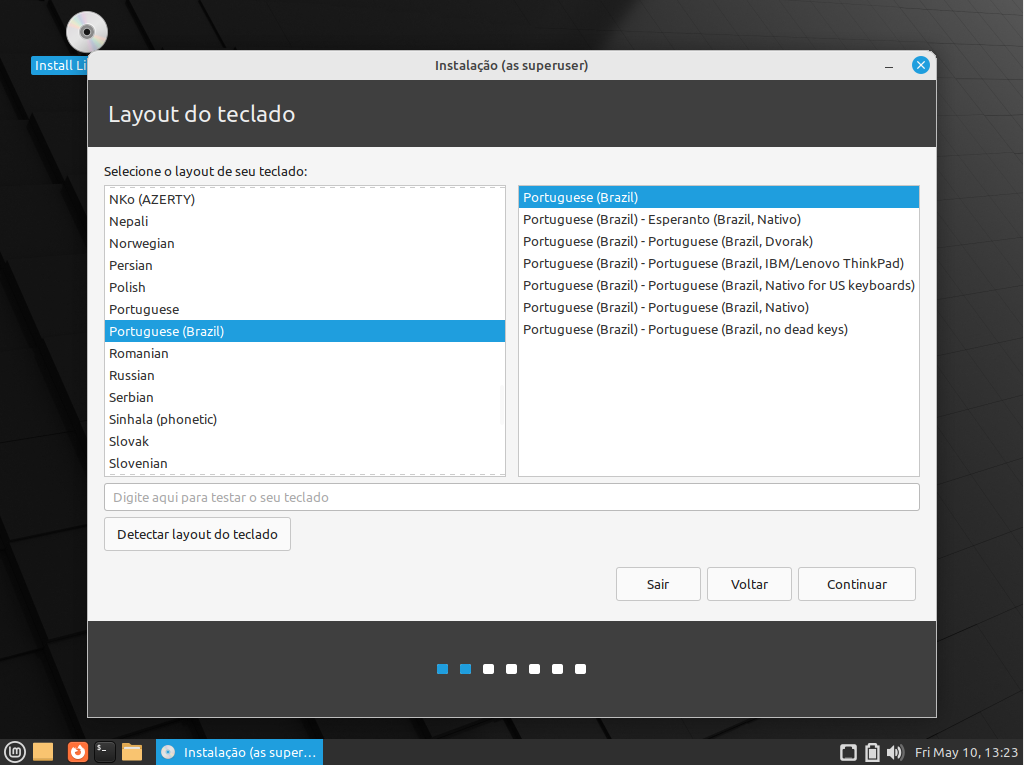 Install Li
Instalação (as superuser)
Layout do teclado
Selecione o layout de seu teclado:
NKo (AZERTY)
Nepali
Norwegian
Persian
Polish
Portuguese
Portuguese (Brazil)
Romanian
Russian
Serbian
Sinhala (phonetic)
Slovak
Slovenian
Portuguese (Brazil)
Portuguese (Brazil) - Esperanto (Brazil, Nativo)
Portuguese (Brazil) - Portuguese (Brazil, Dvorak)
Portuguese (Brazil) - Portuguese (Brazil, IBM/Lenovo ThinkPad)
Portuguese (Brazil) - Portuguese (Brazil, Nativo for US keyboards)
Portuguese (Brazil) - Portuguese (Brazil, Nativo)
Portuguese (Brazil) - Portuguese (Brazil, no dead keys)
Digite aqui para testar o seu teclado
Detectar layout do teclado
Sair
Voltar
Continuar
Instalação (as super...
Fri May 10, 13:23